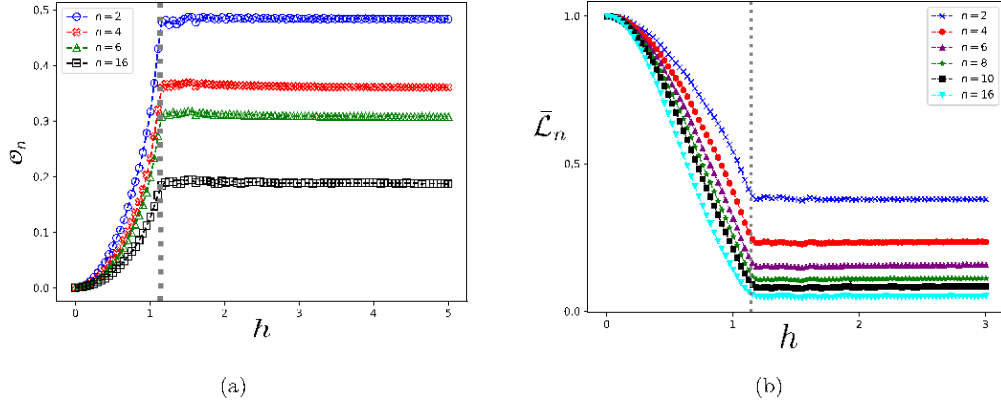 0.5
0.4
0.3
0.2
0.1
0.0
𝒪ₙ
n = 2
n = 4
n = 6
n = 16
0 1 2 3 4 5
h
(a)
1.0
0.5
0.0
ℒ̄ₙ
n = 2
n = 4
n = 6
n = 8
n = 10
n = 16
0 1 2 3
h
(b)